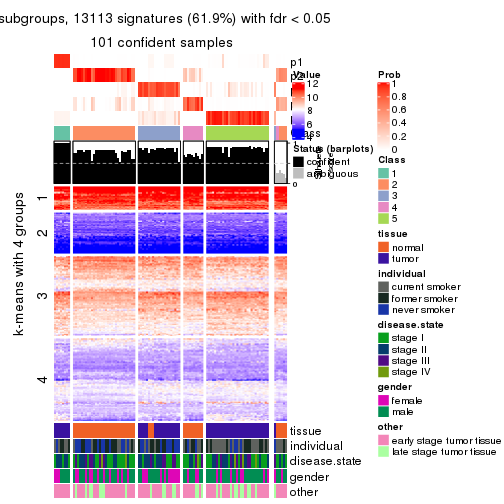 subgroups, 13113 signatures (61.9%) with fdr < 0.05
101 confident samples
p1
p2
Value
12
10
8
6
4
Class
Status (barplots)
confident
ambiguous
0
k-means with 4 groups
1
2
3
4
tissue
individual
disease.state
gender
other
Prob
1
0.8
0.6
0.4
0.2
0
Class
1
2
3
4
5
tissue
normal
tumor
individual
current smoker
former smoker
never smoker
disease.state
stage I
stage II
stage III
stage IV
gender
female
male
other
early stage tumor tissue
late stage tumor tissue